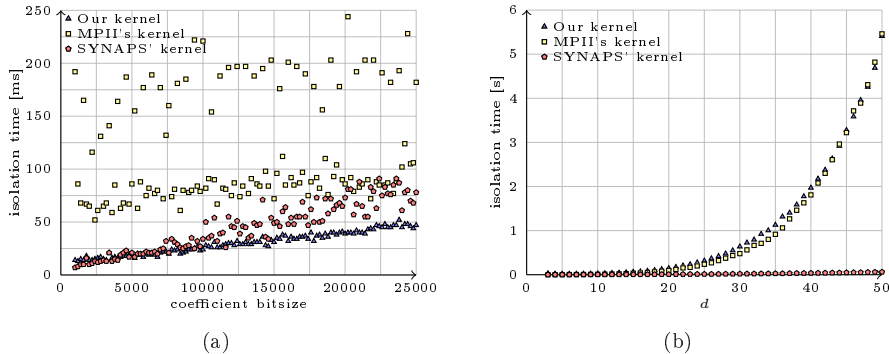 250
200
150
100
50
0
isolation time [ms]
Our kernel
MPII's kernel
SYNAPS' kernel
0
5000
10000
15000
20000
25000
coefficient bitsize
(a)
6
5
4
3
2
1
0
isolation time [s]
Our kernel
MPII's kernel
SYNAPS' kernel
0
10
20
30
40
50
d
(b)